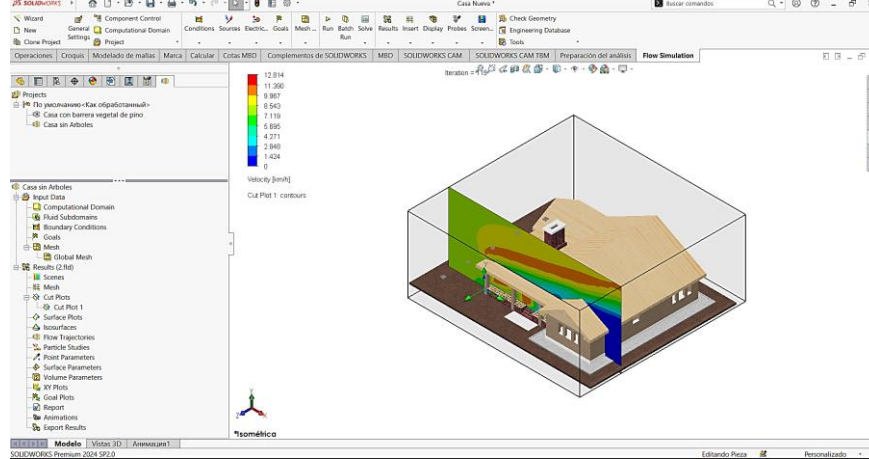 SOLIDWORKS
Casa Nueva *
Buscar comandos
Wizard
New
Clone Project
General Settings
Component Control
Computational Domain
Project
Conditions
Sources
Electric...
Goals
Mesh ...
Run
Batch Run
Solve
Results
Insert
Display
Probes
Screen...
Check Geometry
Engineering Database
Tools
Operaciones
Croquis
Modelado de mallas
Marca
Calcular
Cotas MBD
Complementos de SOLIDWORKS
MBD
SOLIDWORKS CAM
SOLIDWORKS CAM TBM
Preparación del análisis
Flow Simulation
Projects
По умолчанию<Как обработанный>
Casa con barrera vegetal de pino
Casa sin Arboles
Casa sin Arboles
Input Data
Computational Domain
Fluid Subdomains
Boundary Conditions
Goals
Mesh
Global Mesh
Results (2.fld)
Scenes
Mesh
Cut Plots
Cut Plot 1
Surface Plots
Isosurfaces
Flow Trajectories
Particle Studies
Point Parameters
Surface Parameters
Volume Parameters
XY Plots
Goal Plots
Report
Animations
Export Results
12.814
11.390
9.967
8.543
7.119
5.695
4.271
2.848
1.424
0
Velocity [km/h]
Cut Plot 1: contours
Iteration =
Y
Z
X
*Isométrica
Modelo
Vistas 3D
Анимация1
SOLIDWORKS Premium 2024 SP2.0
Editando Pieza
Personalizado